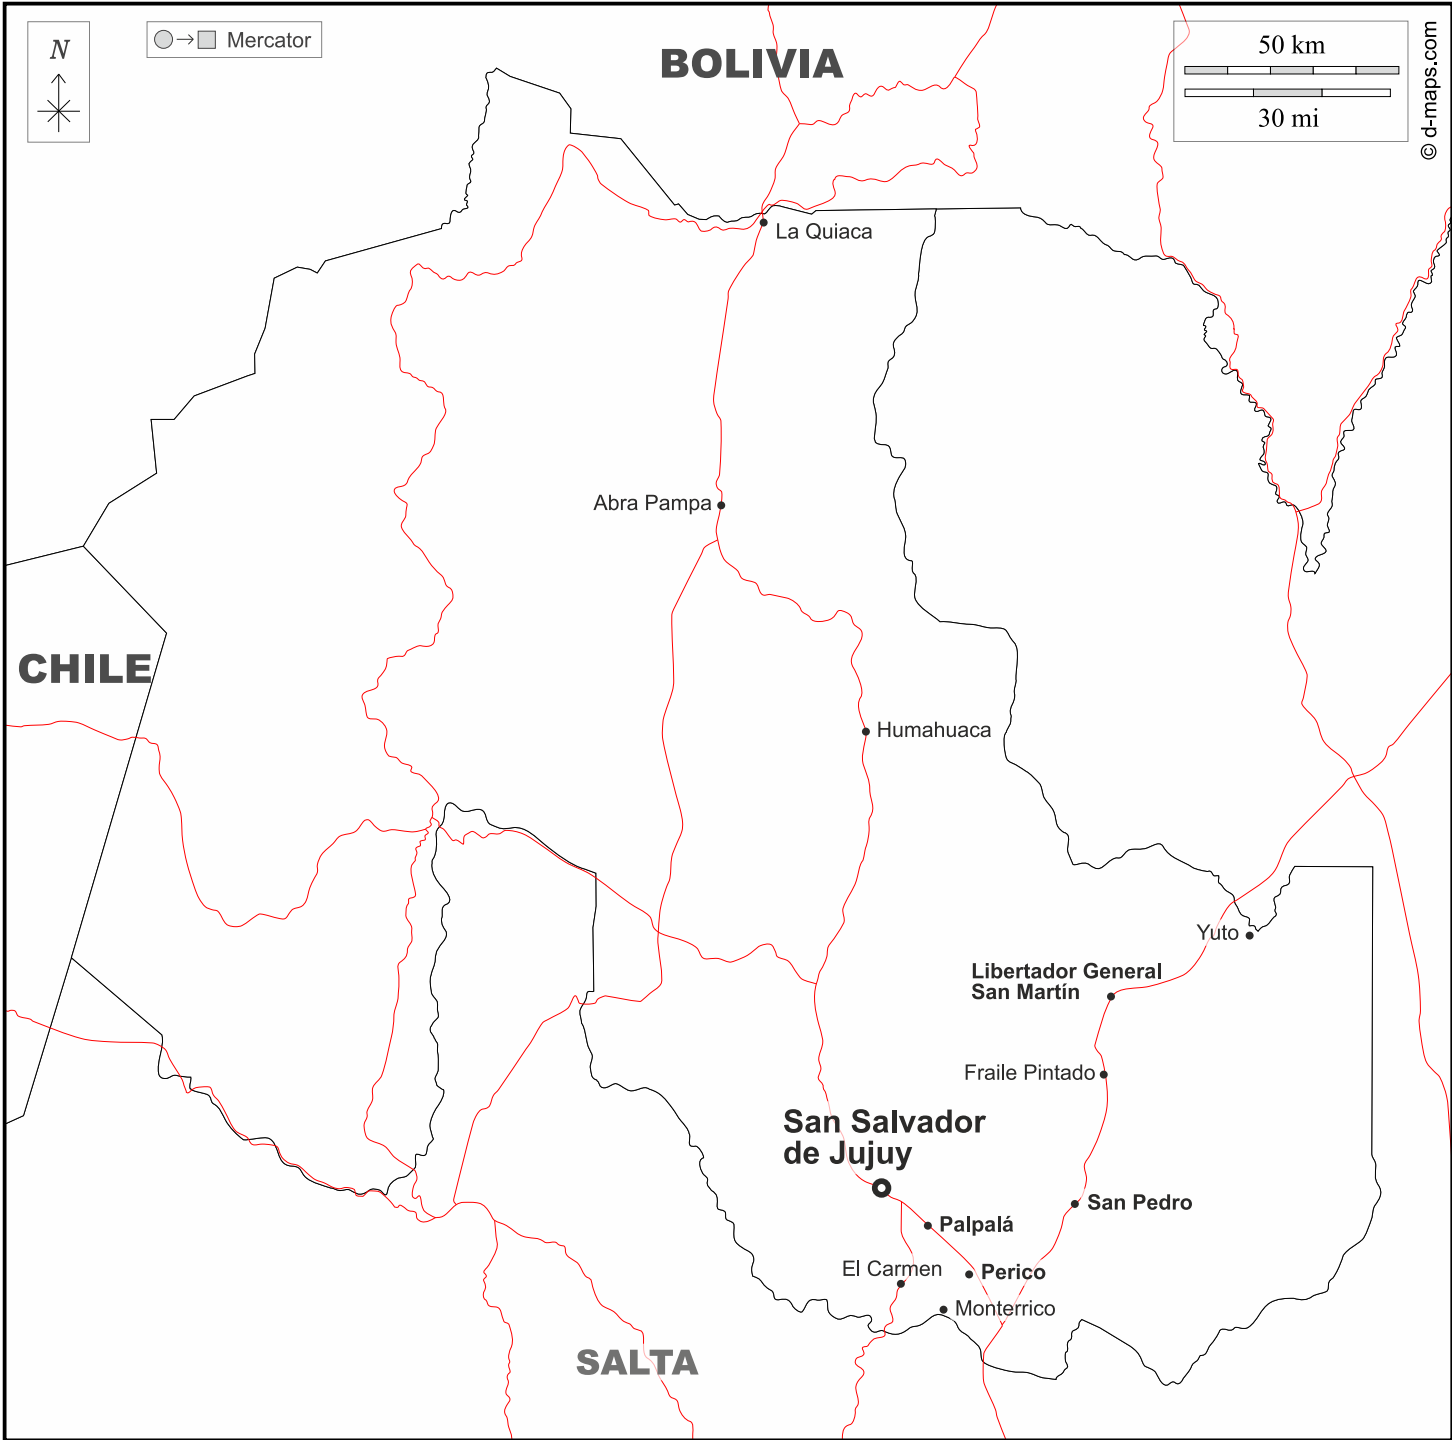 N
Mercator
BOLIVIA
50 km
30 mi
© d-maps.com
La Quiaca
Abra Pampa
CHILE
Humahuaca
Yuto
Libertador General
San Martín
Fraile Pintado
San Salvador
de Jujuy
San Pedro
Palpalá
El Carmen
Perico
Monterrico
SALTA